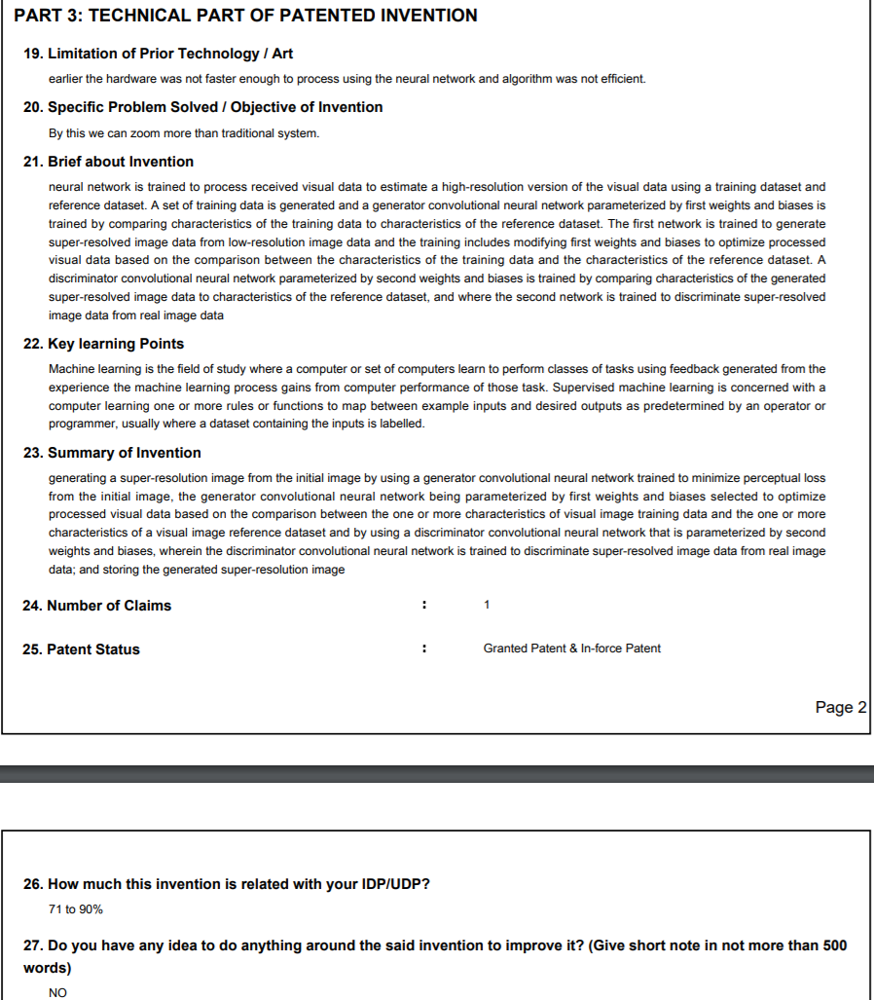 PART 3: TECHNICAL PART OF PATENTED INVENTION
19. Limitation of Prior Technology / Art
earlier the hardware was not faster enough to process using the neural network and algorithm was not efficient.
20. Specific Problem Solved / Objective of Invention
By this we can zoom more than traditional system.
21. Brief about Invention
neural network is trained to process received visual data to estimate a high-resolution version of the visual data using a training dataset and
reference dataset. A set of training data is generated and a generator convolutional neural network parameterized by first weights and biases is
trained by comparing characteristics of the training data to characteristics of the reference dataset. The first network is trained to generate
super-resolved image data from low-resolution image data and the training includes modifying first weights and biases to optimize processed
visual data based on the comparison between the characteristics of the training data and the characteristics of the reference dataset. A
discriminator convolutional neural network parameterized by second weights and biases is trained by comparing characteristics of the generated
super-resolved image data to characteristics of the reference dataset, and where the second network is trained to discriminate super-resolved
image data from real image data
22. Key learning Points
Machine learning is the field of study where a computer or set of computers learn to perform classes of tasks using feedback generated from the
experience the machine learning process gains from computer performance of those task. Supervised machine learning is concerned with a
computer learning one or more rules or functions to map between example inputs and desired outputs as predetermined by an operator or
programmer, usually where a dataset containing the inputs is labelled.
23. Summary of Invention
generating a super-resolution image from the initial image by using a generator convolutional neural network trained to minimize perceptual loss
from the initial image, the generator convolutional neural network being parameterized by first weights and biases selected to optimize
processed visual data based on the comparison between the one or more characteristics of visual image training data and the one or more
characteristics of a visual image reference dataset and by using a discriminator convolutional neural network that is parameterized by second
weights and biases, wherein the discriminator convolutional neural network is trained to discriminate super-resolved image data from real image
data; and storing the generated super-resolution image
24. Number of Claims : 1
25. Patent Status : Granted Patent & In-force Patent
Page 2
26. How much this invention is related with your IDP/UDP?
71 to 90%
27. Do you have any idea to do anything around the said invention to improve it? (Give short note in not more than 500
words)
NO